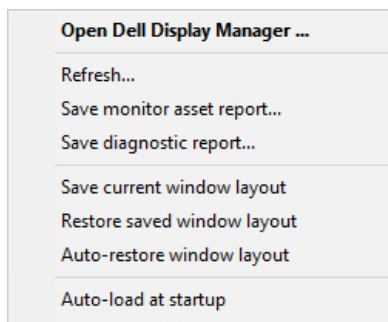 Open Dell Display Manager ...
Refresh...
Save monitor asset report...
Save diagnostic report...
Save current window layout
Restore saved window layout
Auto-restore window layout
Auto-load at startup